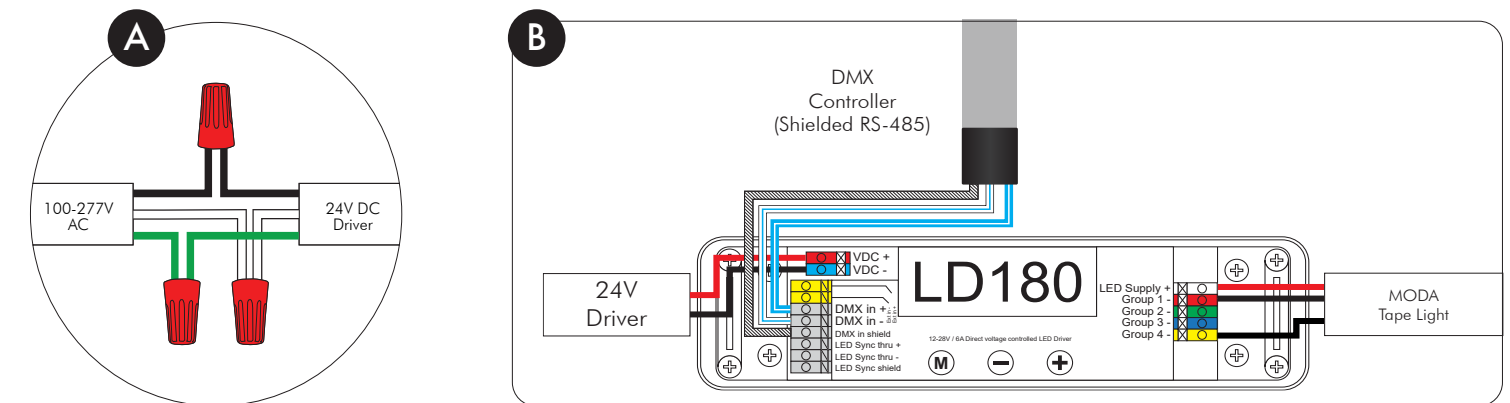 A
100-277V
AC
24V DC
Driver
B
DMX
Controller
(Shielded RS-485)
24V
Driver
VDC +
VDC -
DMX in +
DMX in -
DMX in shield
LED Sync thru +
LED Sync thru -
LED Sync shield
LD180
12-28V / 6A Direct voltage controlled LED Driver
M
LED Supply +
Group 1 -
Group 2 -
Group 3 -
Group 4 -
MODA
Tape Light